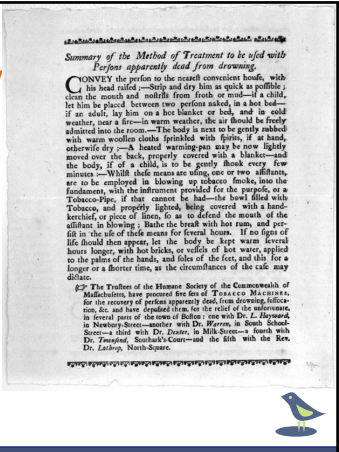 Summary of the Method of Treatment to be used with
Perſons apparently dead from drowning.
CONVEY the perſon to the neareſt convenient houſe, with
his head raiſed ;—Strip and dry him as quick as poſſible ;
clean the mouth and noſtrils from froth or mud—if a child,
let him be placed between two perſons naked, in a hot bed—
if an adult, lay him on a hot blanket or bed, and in cold
weather, near a fire—in warm weather, the air ſhould be freely
admitted into the room.—The body is next to be gently rubbed
with warm woollen cloths ſprinkled with ſpirits, if at hand,
otherwiſe dry ;—A heated warming-pan may be now lightly
moved over the back, properly covered with a blanket—and
the body, if of a child, is to be gently ſhook every few
minutes :—Whilſt theſe means are uſing, one or two aſſiſtants,
are to be employed in blowing up tobacco ſmoke, into the
fundament, with the inſtrument provided for the purpoſe, or a
Tobacco-Pipe, if that cannot be had—the bowl filled with
Tobacco, and properly lighted, being covered with a hand-
kerchief, or piece of linen, ſo as to defend the mouth of the
aſſiſtant in blowing ; Bathe the breaſt with hot rum, and per-
ſiſt in the uſe of theſe means for ſeveral hours. If no ſigns of
life ſhould then appear, let the body be kept warm ſeveral
hours longer, with hot bricks, or veſſels of hot water, applied
to the palms of the hands, and ſoles of the feet, and this for a
longer or a ſhorter time, as the circumſtances of the caſe may
dictate.
The Truſtees of the Humane Society of the Commonwealth of
Maſſachuſetts, have procured five ſets of TOBACCO MACHINES,
for the recovery of perſons apparently dead, from drowning, ſuffoca-
tion, &c. and have depoſited them, for the relief of the unfortunate,
in ſeveral parts of the town of Boſton : one with Dr. L. Hayward,
in Newbury-Street—another with Dr. Warren, in South School-
Street—a third with Dr. Dexter, in Milk-Street—a fourth with
Dr. Townſend, Southark's-Court—and the fifth with the Rev.
Dr. Lathrop, North-Square.